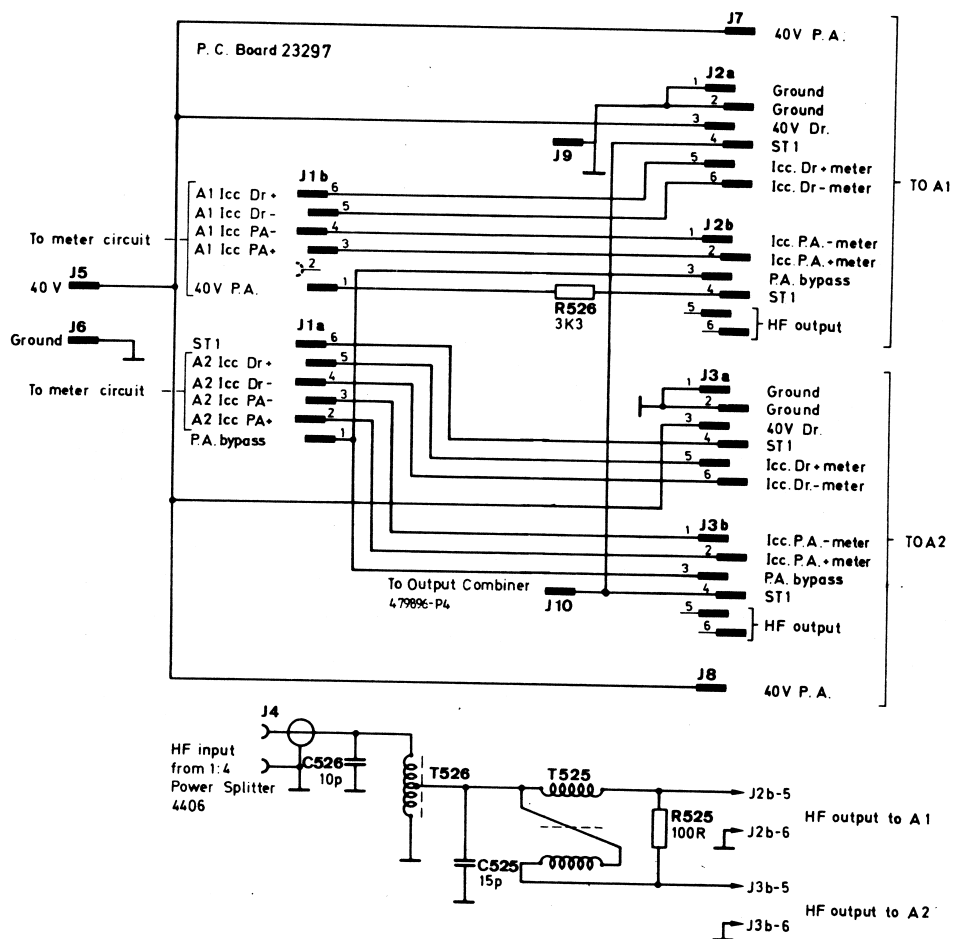 J7
40V P.A.
P.C. Board 23297
J2a
1 Ground
2 Ground
3 40V Dr.
J9
4 ST1
5 Icc. Dr+meter
6 Icc. Dr-meter
TO A1
J1b
A1 Icc Dr+ 6
A1 Icc Dr- 5
A1 Icc PA- 4
A1 Icc PA+ 3
2
40V P.A. 1
To meter circuit
J2b
1 Icc. P.A.-meter
2 Icc. P.A.+meter
3 P.A. bypass
4 ST1
5
6
HF output
R526
3K3
J5
40V
J6
Ground
J1a
ST1 6
A2 Icc Dr+ 5
A2 Icc Dr- 4
A2 Icc PA- 3
A2 Icc PA+ 2
P.A. bypass 1
To meter circuit
J3a
1 Ground
2 Ground
3 40V Dr.
4 ST1
5 Icc. Dr+meter
6 Icc. Dr.-meter
J3b
1 Icc. P.A.-meter
2 Icc. P.A.+meter
3 P.A. bypass
4 ST1
5
6
HF output
TO A2
To Output Combiner
479896-P4
J10
J8
40V P.A.
J4
HF input
from 1:4
Power Splitter
4406
C526
10p
T526
T525
C525
15p
R525
100R
J2b-5
J2b-6
HF output to A1
J3b-5
J3b-6
HF output to A2